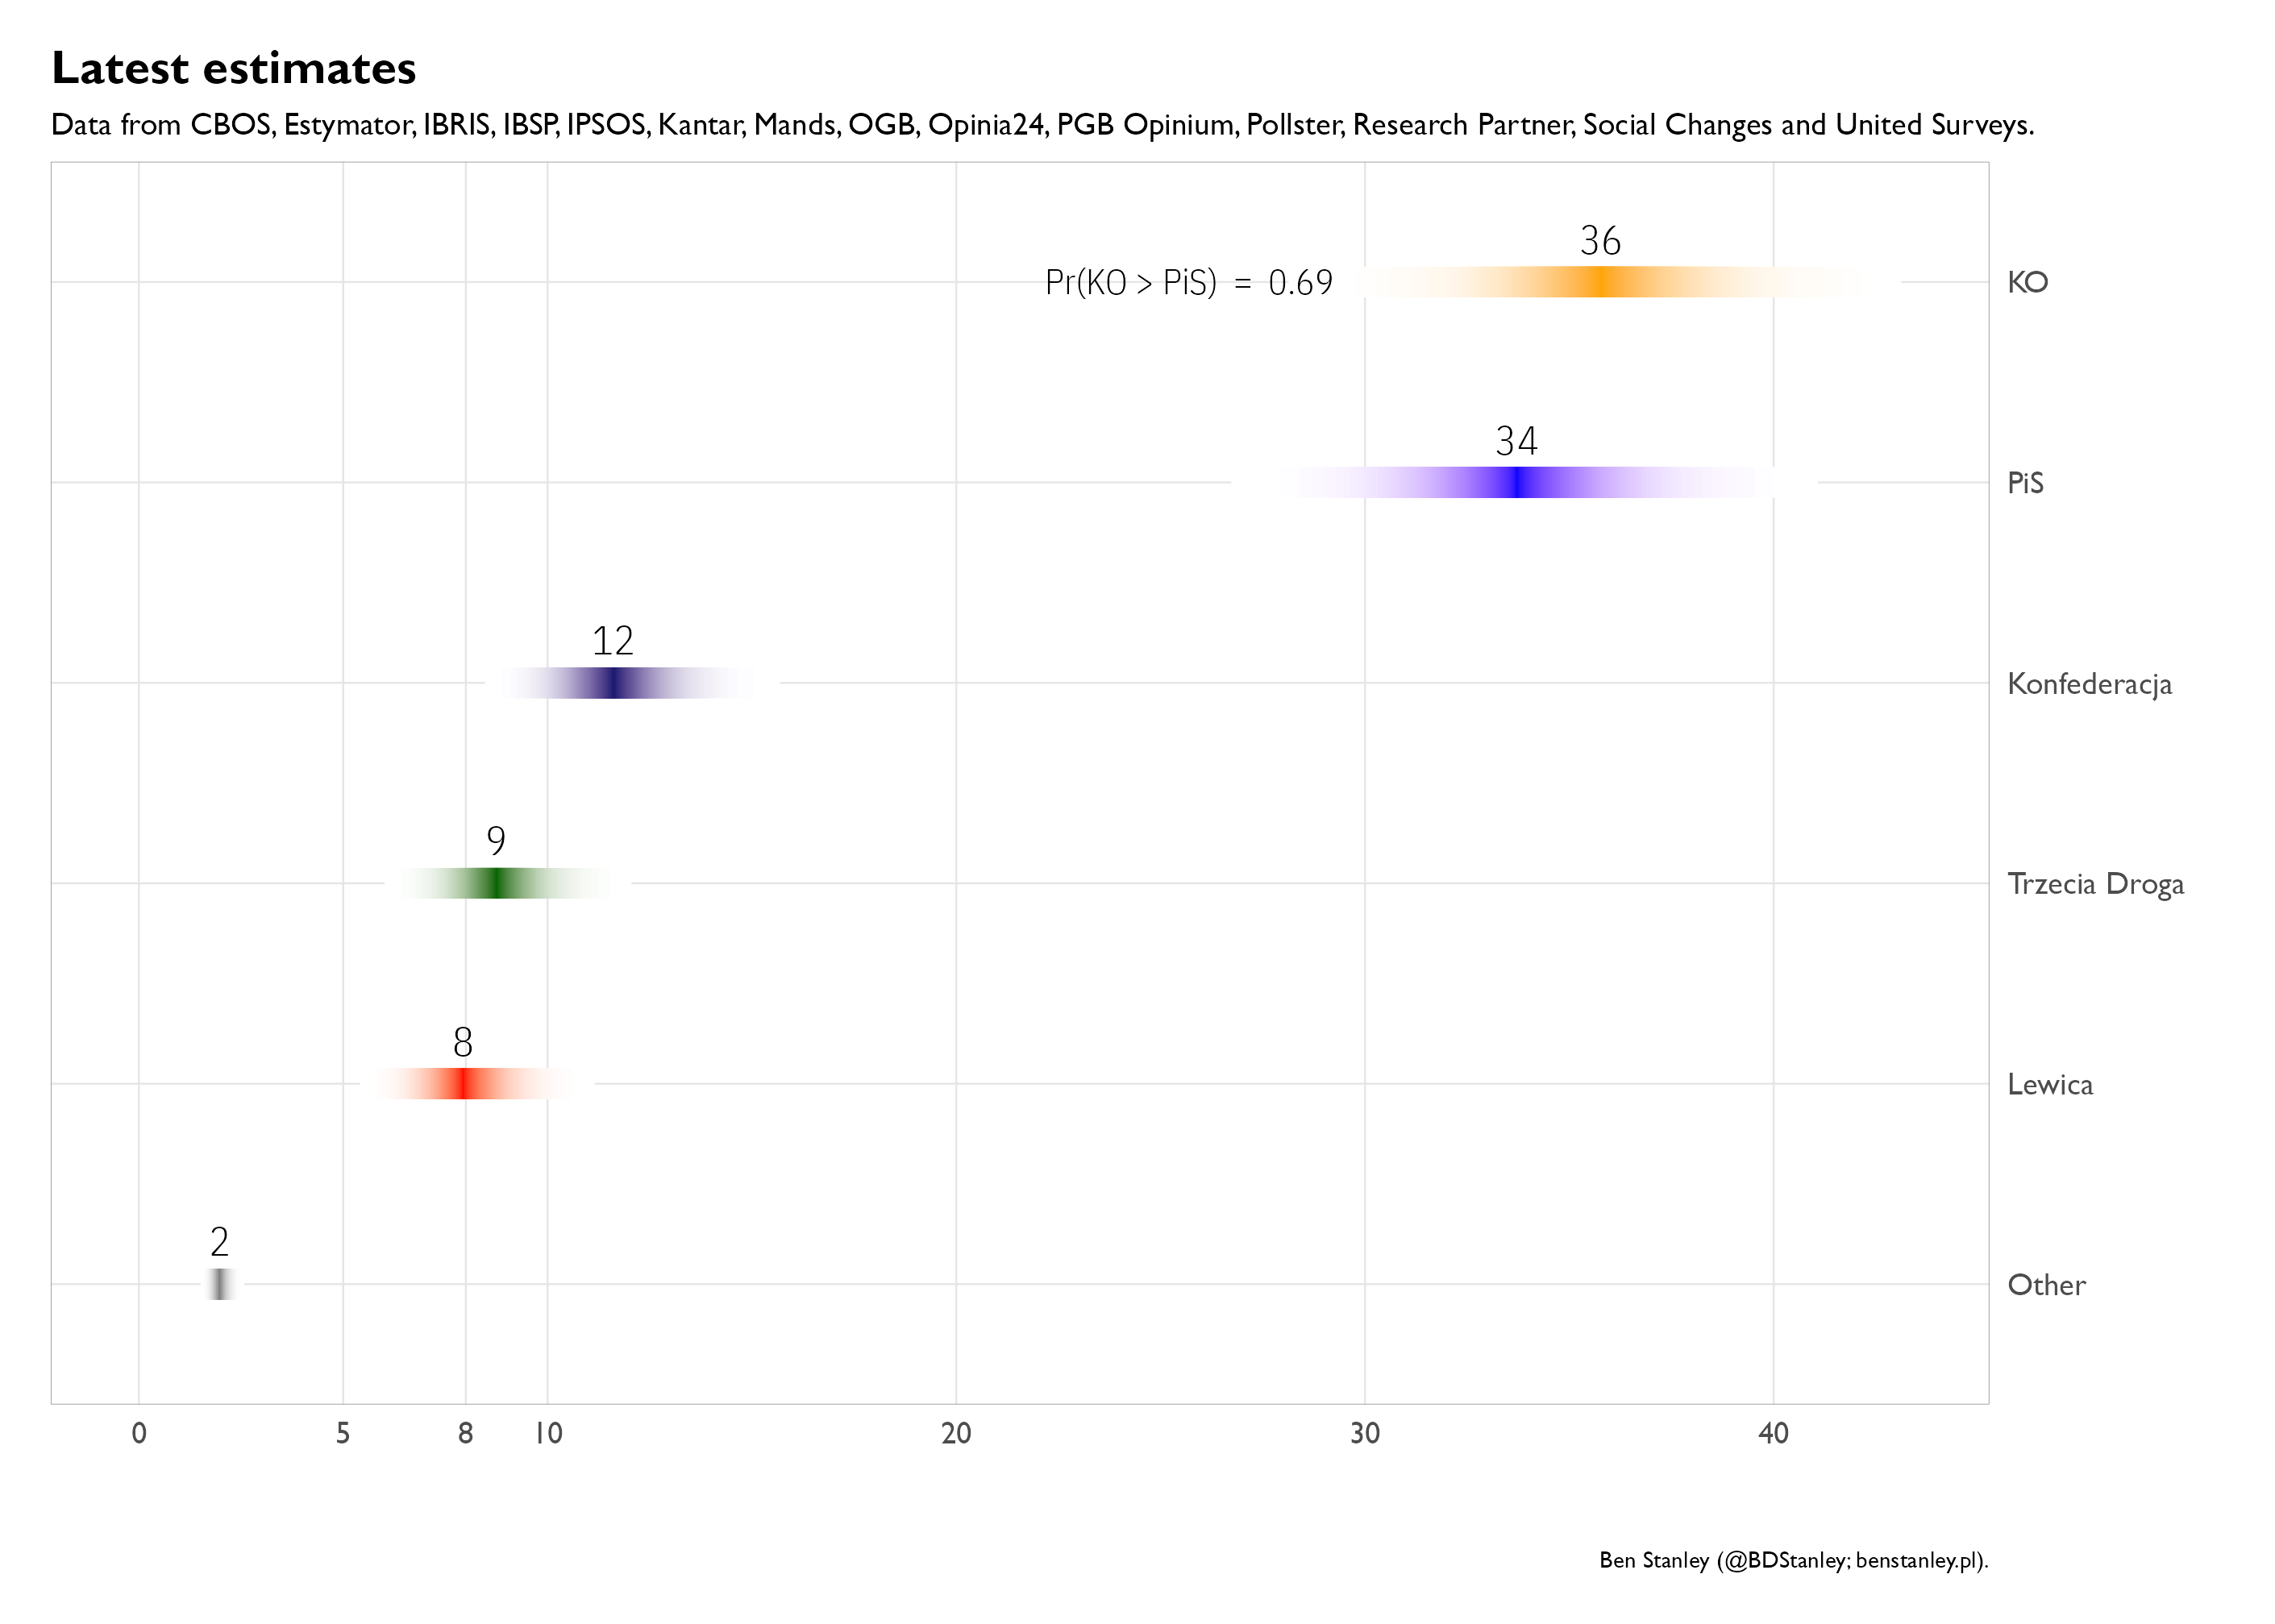 Latest estimates
Data from CBOS, Estymator, IBRIS, IBSP, IPSOS, Kantar, Mands, OGB, Opinia24, PGB Opinium, Pollster, Research Partner, Social Changes and United Surveys.
36
Pr(KO > PiS) = 0.69
KO
34
PiS
12
Konfederacja
9
Trzecia Droga
8
Lewica
2
Other
0 5 8 10 20 30 40
Ben Stanley (@BDStanley; benstanley.pl).